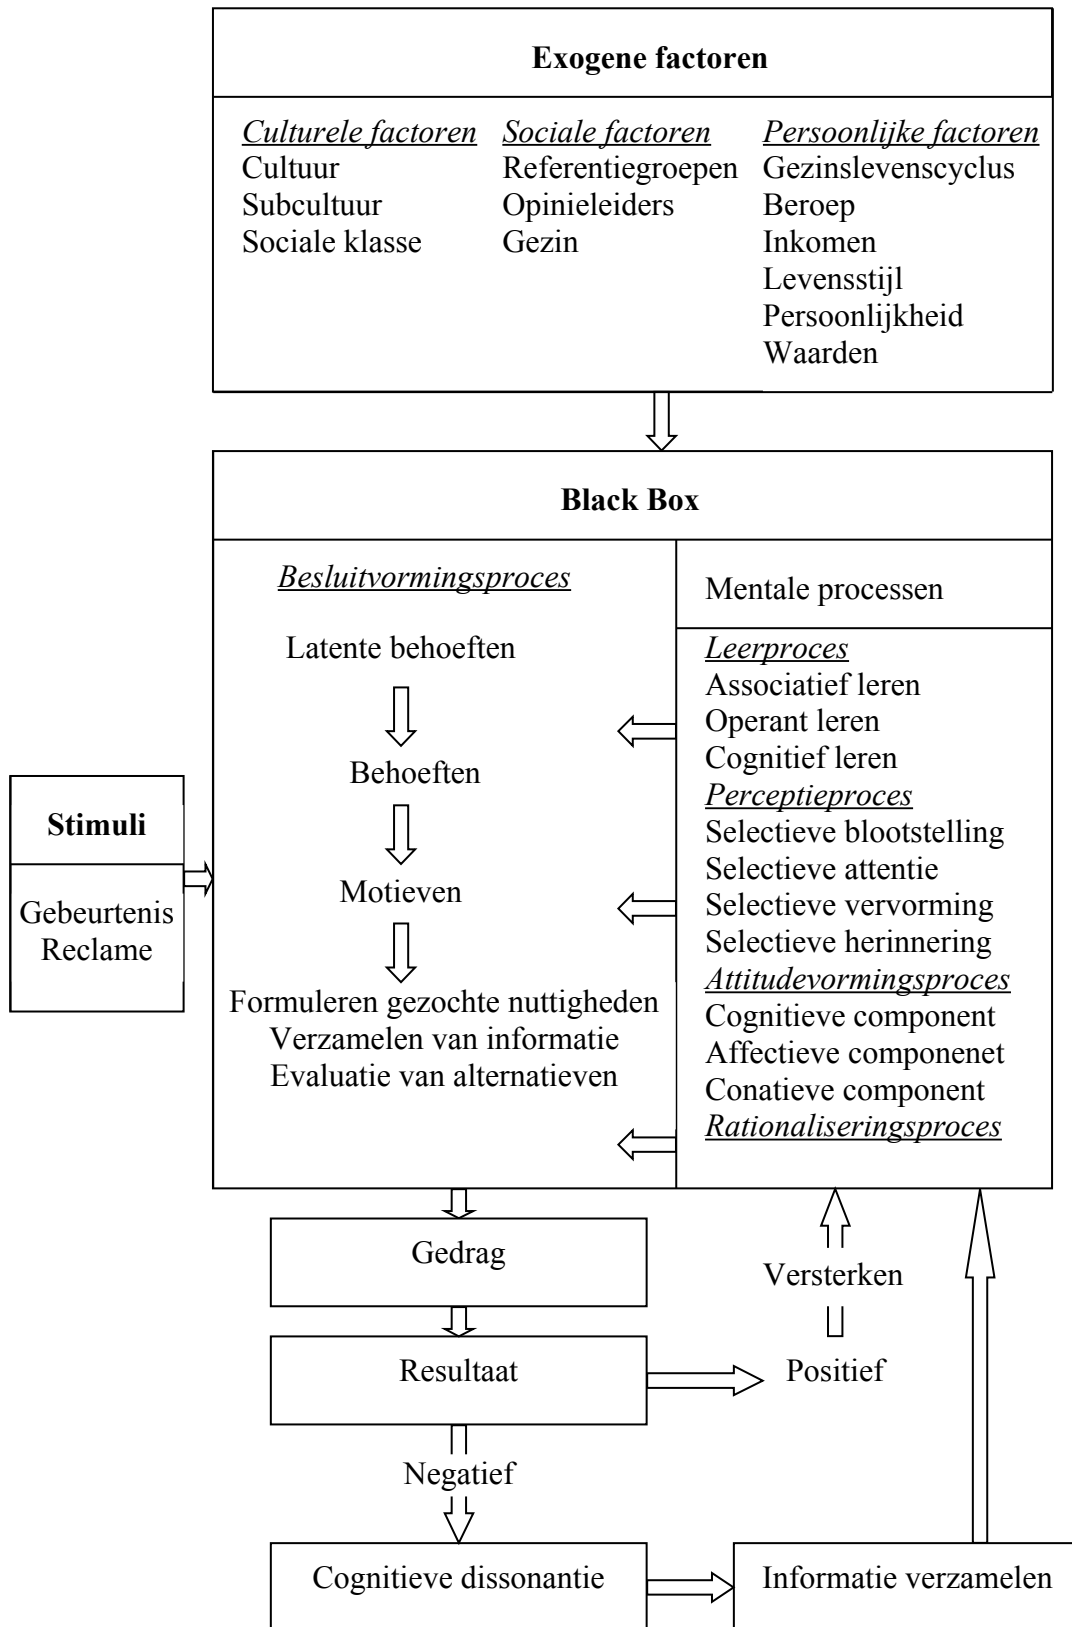 Exogene factoren
Culturele factoren
Cultuur
Subcultuur
Sociale klasse
Sociale factoren
Referentiegroepen
Opinieleiders
Gezin
Persoonlijke factoren
Gezinslevenscyclus
Beroep
Inkomen
Levensstijl
Persoonlijkheid
Waarden
Black Box
Besluitvormingsproces
Latente behoeften
Behoeften
Motieven
Formuleren gezochte nuttigheden
Verzamelen van informatie
Evaluatie van alternatieven
Mentale processen
Leerproces
Associatief leren
Operant leren
Cognitief leren
Perceptieproces
Selectieve blootstelling
Selectieve attentie
Selectieve vervorming
Selectieve herinnering
Attitudevormingsproces
Cognitieve component
Affectieve componenet
Conatieve component
Rationaliseringsproces
Stimuli
Gebeurtenis
Reclame
Gedrag
Versterken
Resultaat
Positief
Negatief
Cognitieve dissonantie
Informatie verzamelen